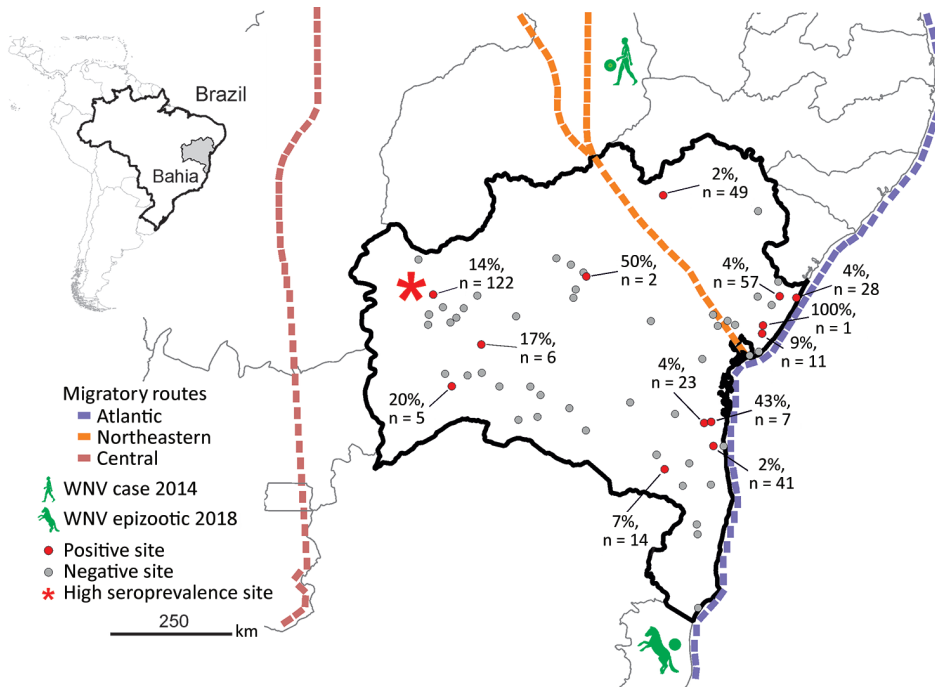 Brazil
Bahia
2%,
n = 49
14%,
n = 122
50%,
n = 2
4%,
n = 57
4%,
n = 28
100%,
n = 1
9%,
n = 11
17%,
n = 6
20%,
n = 5
4%,
n = 23
43%,
n = 7
2%,
n = 41
7%,
n = 14
Migratory routes
Atlantic
Northeastern
Central
WNV case 2014
WNV epizootic 2018
Positive site
Negative site
* High seroprevalence site
250
km